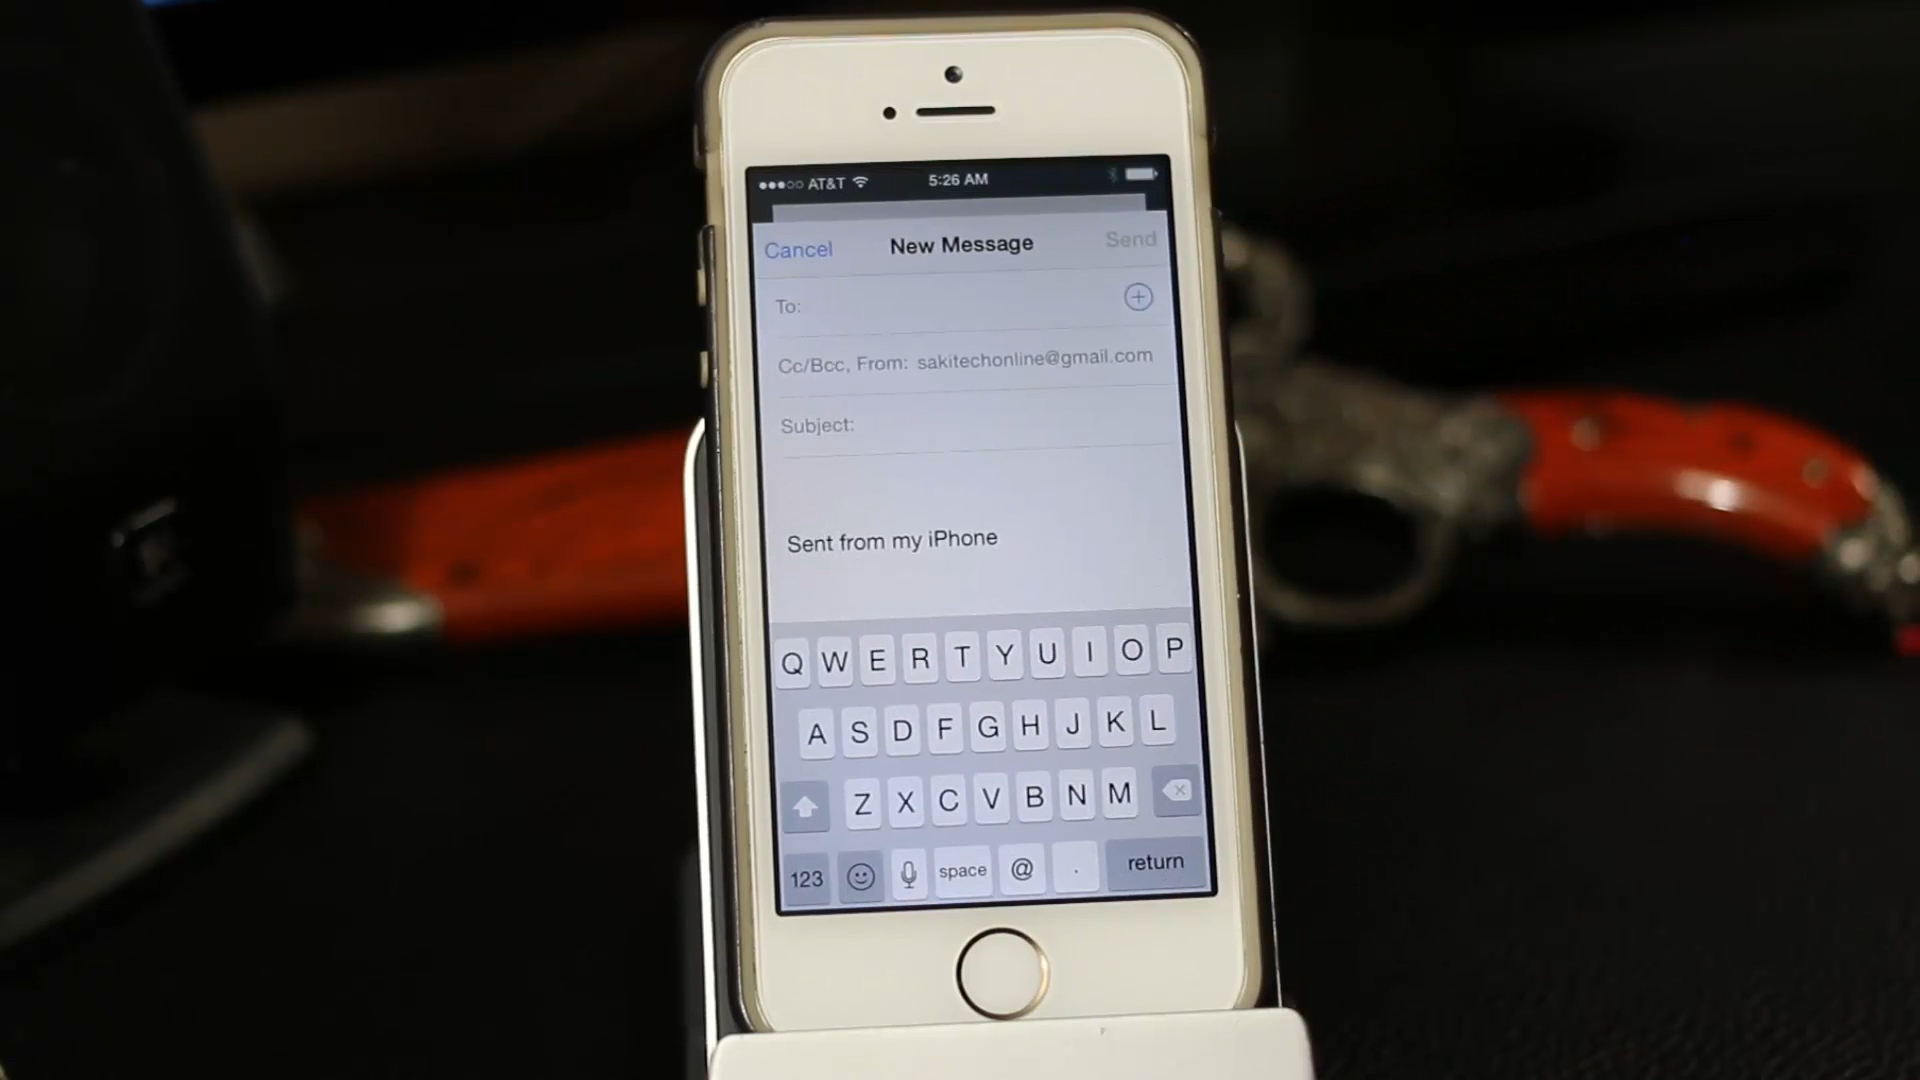 AT&T 5:26 AM
Cancel New Message Send
To:
Cc/Bcc, From: sakitechonline@gmail.com
Subject:
Sent from my iPhone
Q W E R T Y U I O P
A S D F G H J K L
Z X C V B N M
123 space @ . return